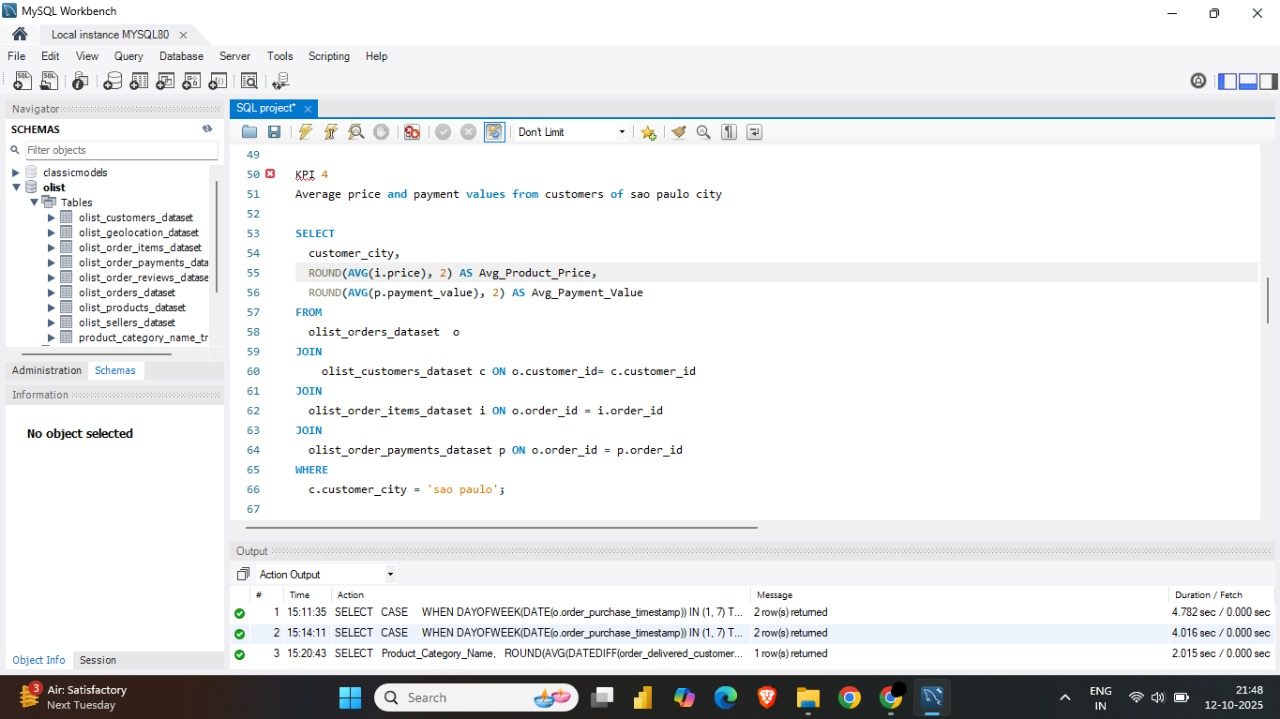 MySQL Workbench
Local instance MYSQL80
File Edit View Query Database Server Tools Scripting Help
Navigator
SQL project*
SCHEMAS
Filter objects
Don't Limit
classicmodels
olist
Tables
olist_customers_dataset
olist_geolocation_dataset
olist_order_items_dataset
olist_order_payments_data
olist_order_reviews_datase
olist_orders_dataset
olist_products_dataset
olist_sellers_dataset
product_category_name_tr
Administration Schemas
Information
No object selected
Object Info Session
49
50 KPI 4
51 Average price and payment values from customers of sao paulo city
52
53 SELECT
54 customer_city,
55 ROUND(AVG(i.price), 2) AS Avg_Product_Price,
56 ROUND(AVG(p.payment_value), 2) AS Avg_Payment_Value
57 FROM
58 olist_orders_dataset o
59 JOIN
60 olist_customers_dataset c ON o.customer_id= c.customer_id
61 JOIN
62 olist_order_items_dataset i ON o.order_id = i.order_id
63 JOIN
64 olist_order_payments_dataset p ON o.order_id = p.order_id
65 WHERE
66 c.customer_city = 'sao paulo';
67
Output
Action Output
# Time Action Message Duration / Fetch
1 15:11:35 SELECT CASE WHEN DAYOFWEEK(DATE(o.order_purchase_timestamp)) IN (1, 7) T... 2 row(s) returned 4.782 sec / 0.000 sec
2 15:14:11 SELECT CASE WHEN DAYOFWEEK(DATE(o.order_purchase_timestamp)) IN (1, 7) T... 2 row(s) returned 4.016 sec / 0.000 sec
3 15:20:43 SELECT Product_Category_Name, ROUND(AVG(DATEDIFF(order_delivered_customer... 1 row(s) returned 2.015 sec / 0.000 sec
3 Air: Satisfactory
Next Tuesday
Search
ENG
IN
21:48
12-10-2025